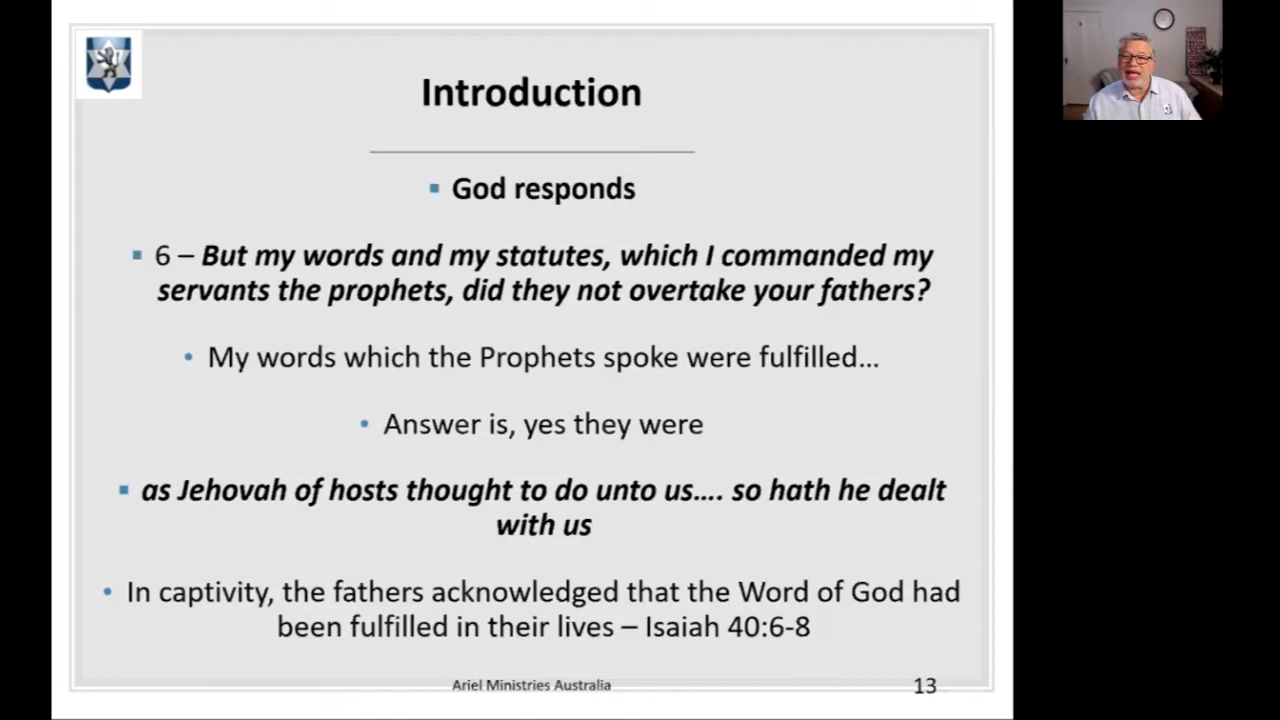 Introduction
God responds
6 – But my words and my statutes, which I commanded my
servants the prophets, did they not overtake your fathers?
My words which the Prophets spoke were fulfilled...
Answer is, yes they were
as Jehovah of hosts thought to do unto us.... so hath he dealt
with us
In captivity, the fathers acknowledged that the Word of God had
been fulfilled in their lives – Isaiah 40:6-8
Ariel Ministries Australia
13